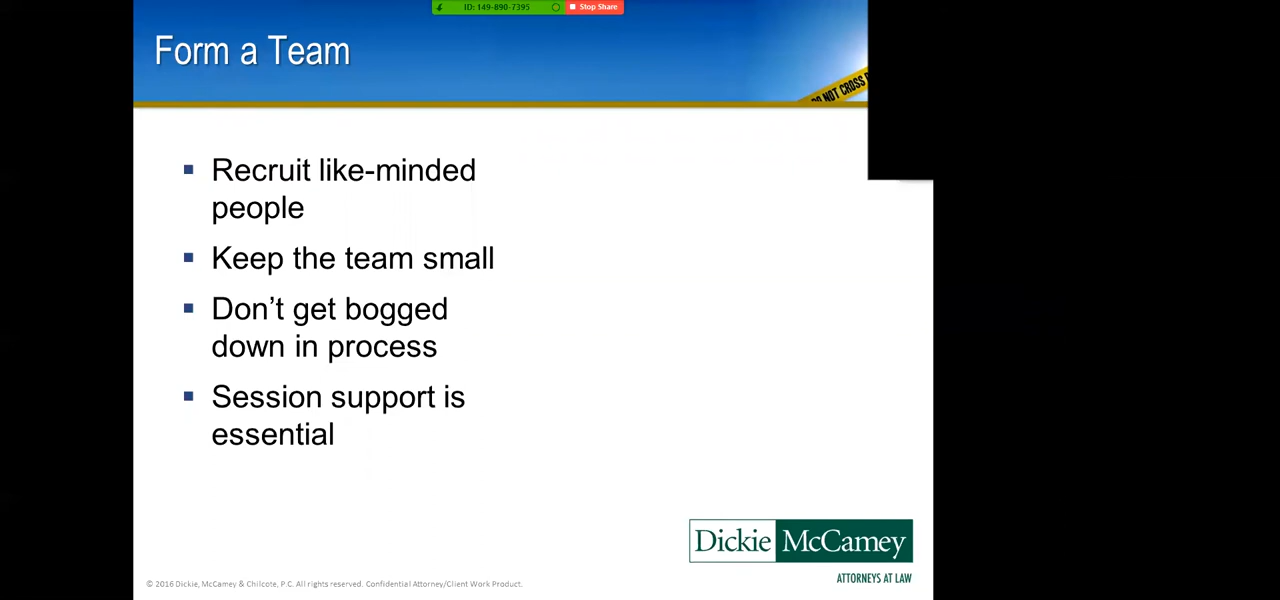 ID: 149-890-7395
Stop Share
Form a Team
NOT CROSS
Recruit like-minded
people
Keep the team small
Don’t get bogged
down in process
Session support is
essential
Dickie McCamey
ATTORNEYS AT LAW
© 2016 Dickie, McCamey & Chilcote, P.C. All rights reserved. Confidential Attorney/Client Work Product.